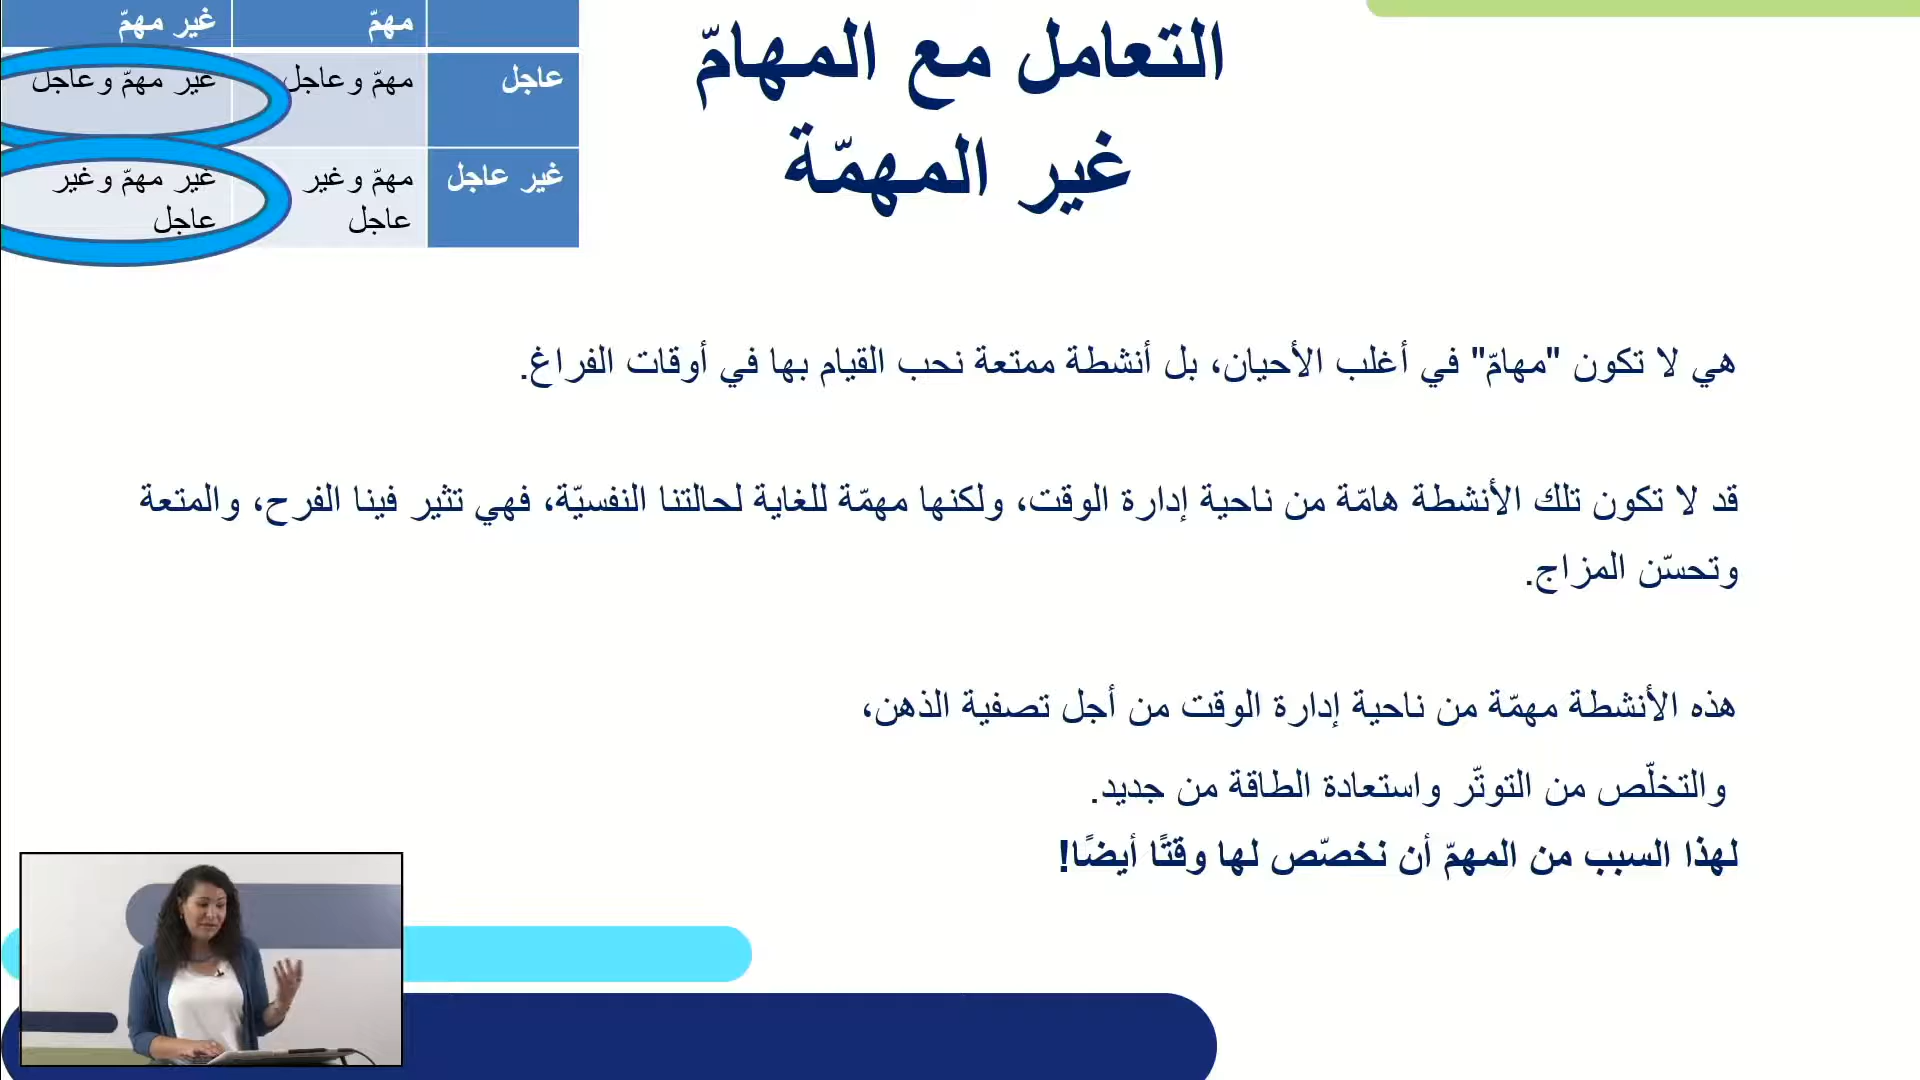 التعامل مع المهامّ
غير المهمّة
مهمّ
غير مهمّ
عاجل
مهمّ وعاجل
غير مهمّ وعاجل
غير عاجل
مهمّ وغير
عاجل
غير مهمّ وغير
عاجل
هي لا تكون "مهامّ" في أغلب الأحيان، بل أنشطة ممتعة نحب القيام بها في أوقات الفراغ.
قد لا تكون تلك الأنشطة هامّة من ناحية إدارة الوقت، ولكنها مهمّة للغاية لحالتنا النفسيّة، فهي تثير فينا الفرح، والمتعة
وتحسّن المزاج.
هذه الأنشطة مهمّة من ناحية إدارة الوقت من أجل تصفية الذهن،
والتخلّص من التوتّر واستعادة الطاقة من جديد.
لهذا السبب من المهمّ أن نخصّص لها وقتًا أيضًا!